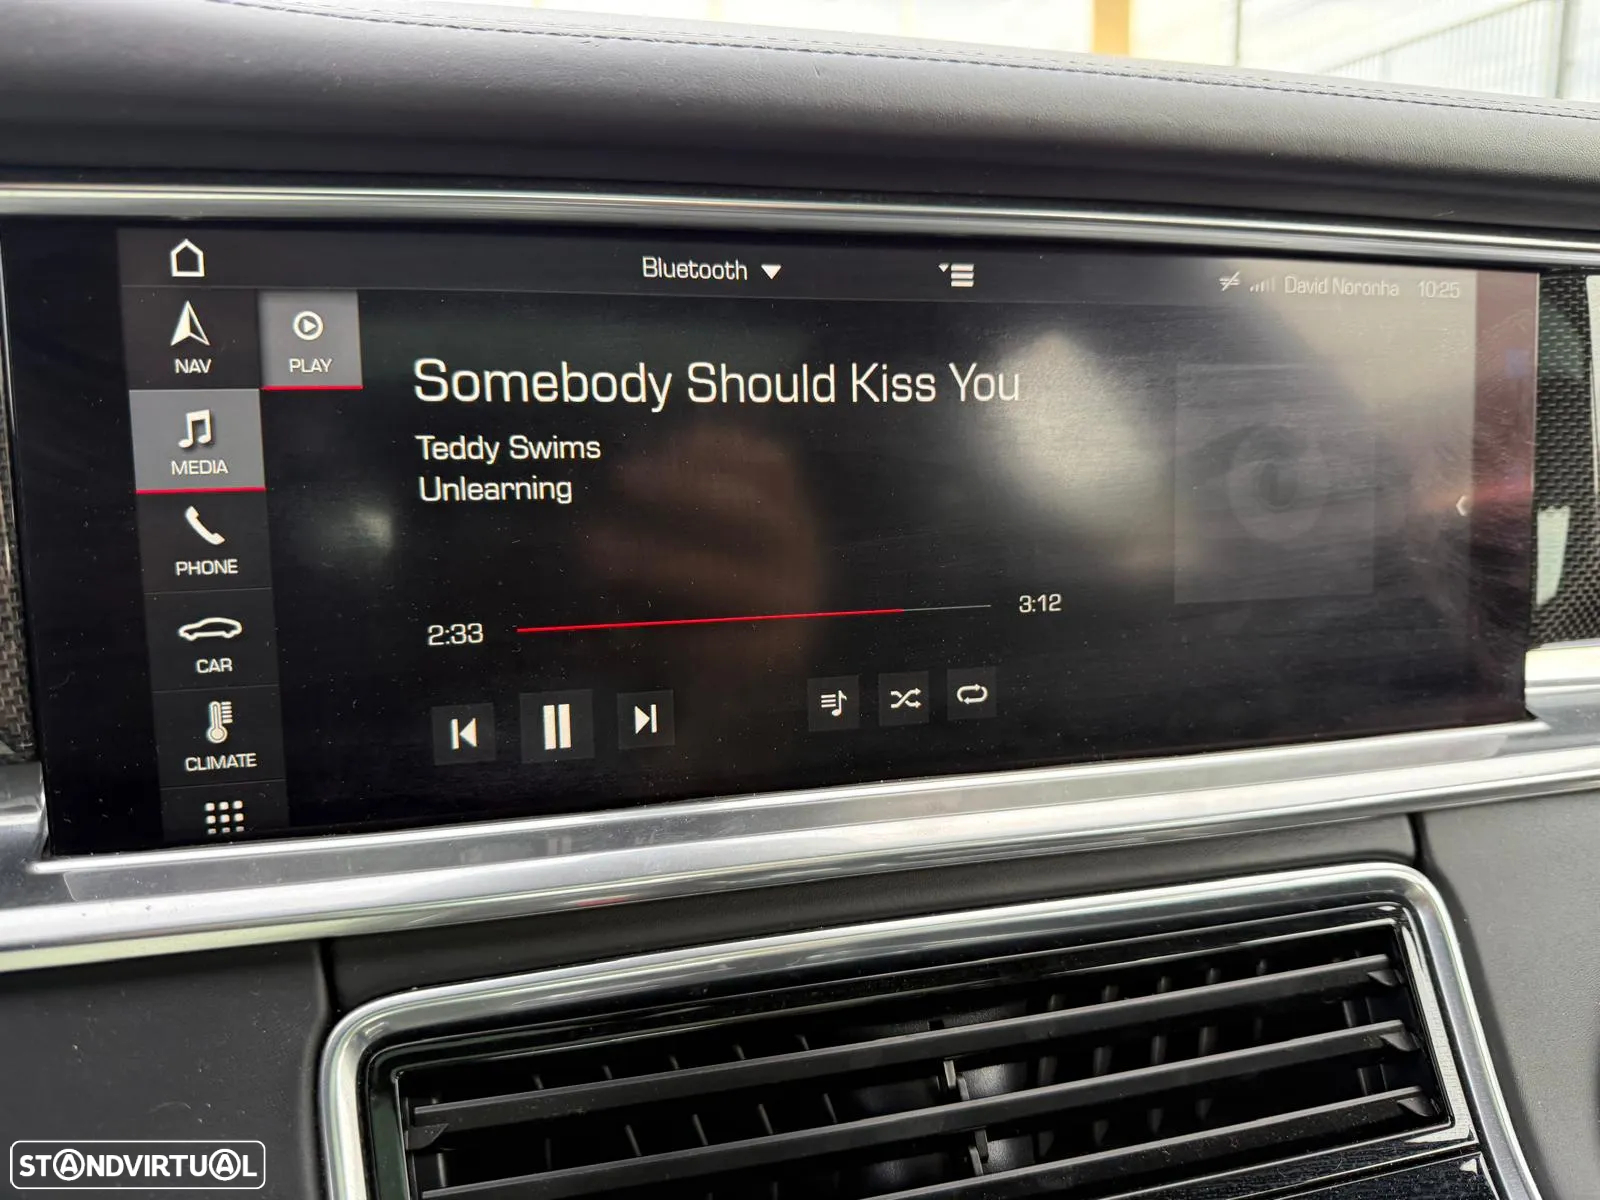 Bluetooth
David Noronha 10:25
NAV
PLAY
Somebody Should Kiss You
Teddy Swims
Unlearning
MEDIA
PHONE
2:33
3:12
CAR
CLIMATE
STANDVIRTUAL